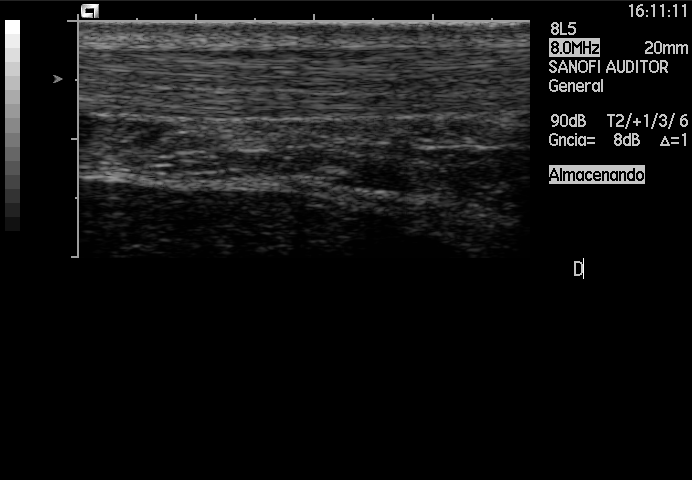 16:11:11
8L5
8.0MHz 20mm
SANOFI AUDITOR
General
90dB T2/+1/3/ 6
Gncia= 8dB Δ=1
Almacenando
D